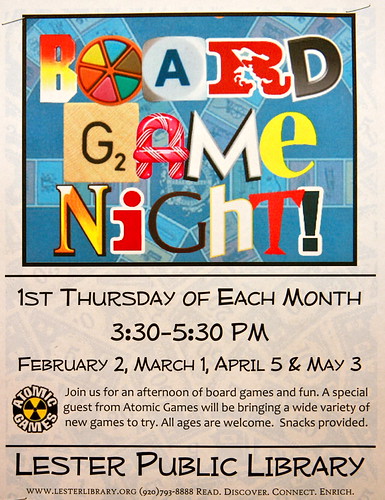 BOARD
GAME
NiGhT!
1st Thursday of Each Month
3:30-5:30 PM
February 2, March 1, April 5 & May 3
ATOMIC GAMES
Join us for an afternoon of board games and fun. A special
guest from Atomic Games will be bringing a wide variety of
new games to try. All ages are welcome. Snacks provided.
Lester Public Library
www.lesterlibrary.org (920)793-8888 Read. Discover. Connect. Enrich.